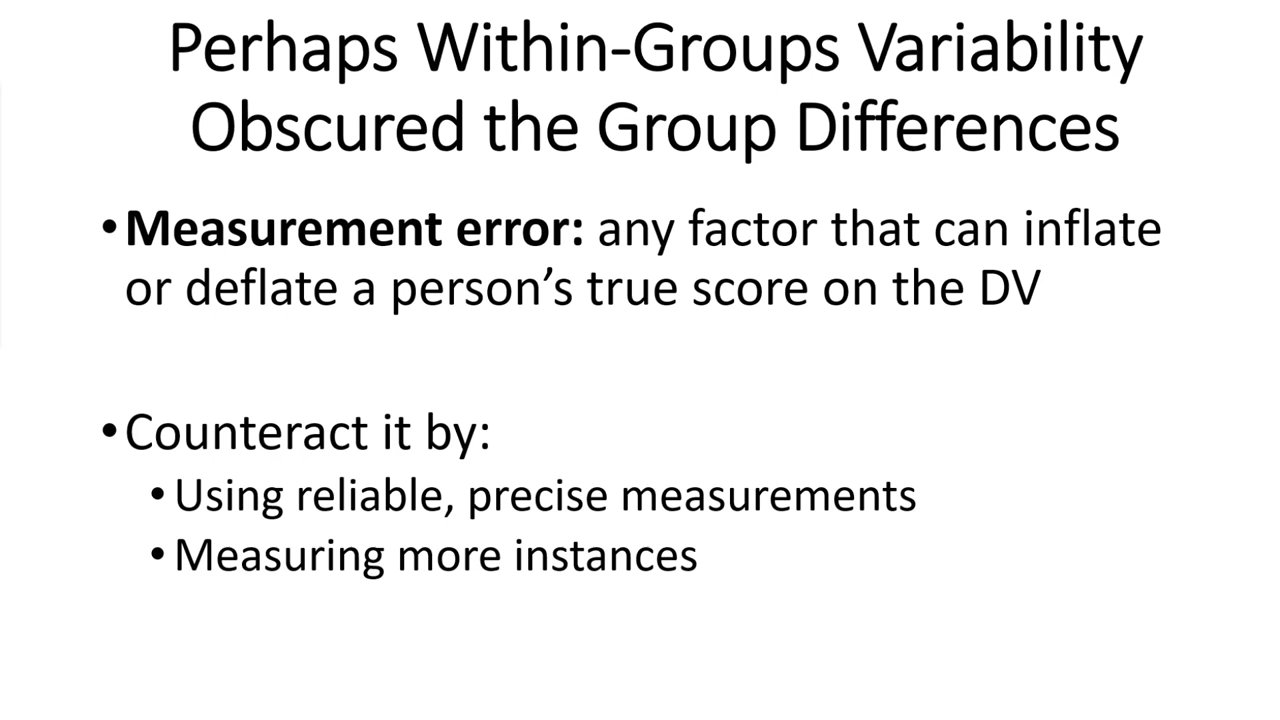 Perhaps Within-Groups Variability
Obscured the Group Differences
•Measurement error: any factor that can inflate
or deflate a person’s true score on the DV
•Counteract it by:
•Using reliable, precise measurements
•Measuring more instances